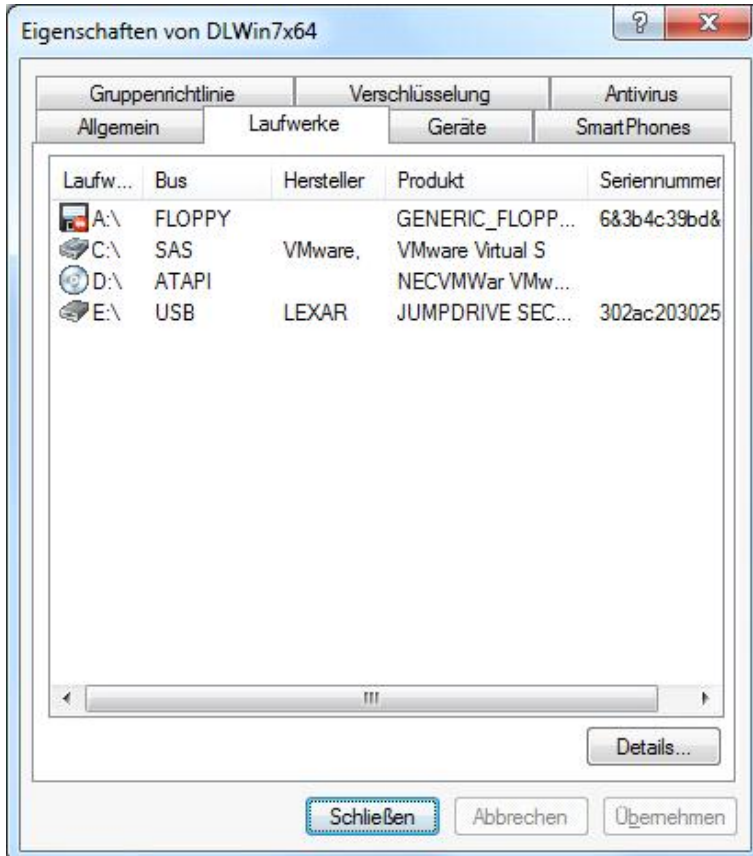 Eigenschaften von DLWin7x64
Gruppenrichtlinie Verschlüsselung Antivirus
Allgemein Laufwerke Geräte SmartPhones
Laufw... Bus Hersteller Produkt Seriennummer
A:\ FLOPPY GENERIC_FLOPP... 6&3b4c39bd&
C:\ SAS VMware, VMware Virtual S
D:\ ATAPI NECVMWar VMw...
E:\ USB LEXAR JUMPDRIVE SEC... 302ac203025
Details...
Schließen Abbrechen Übernehmen